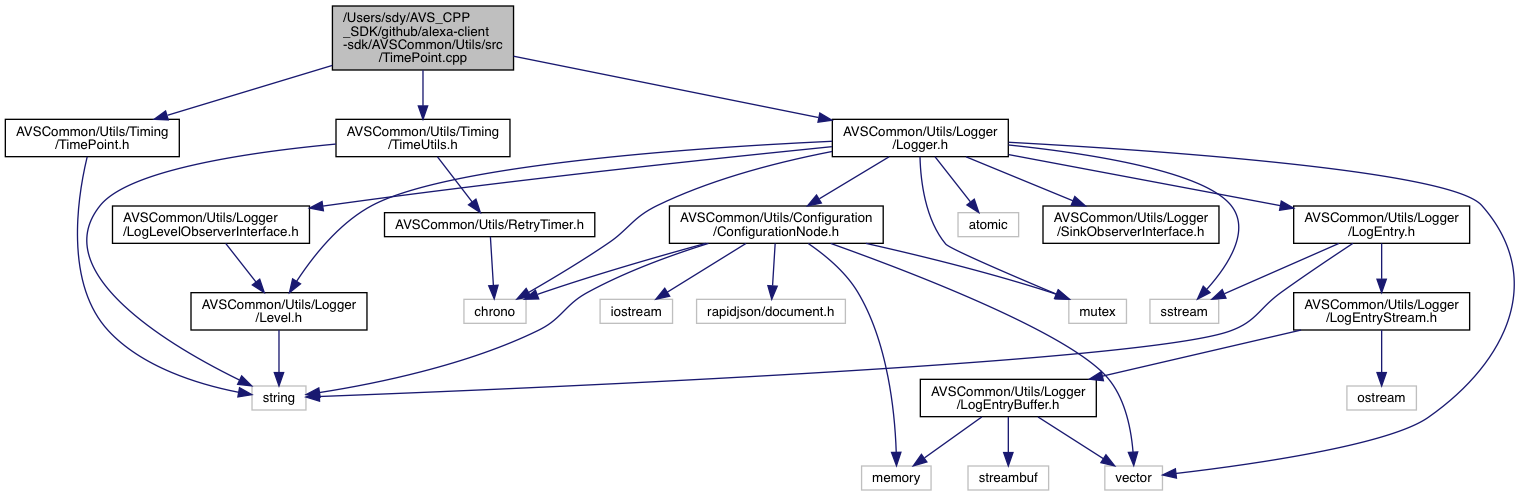 /Users/sdy/AVS_CPP
_SDK/github/alexa-client
-sdk/AVSCommon/Utils/src
/TimePoint.cpp
AVSCommon/Utils/Timing
/TimePoint.h
AVSCommon/Utils/Timing
/TimeUtils.h
AVSCommon/Utils/Logger
/Logger.h
AVSCommon/Utils/Logger
/LogLevelObserverInterface.h
AVSCommon/Utils/RetryTimer.h
AVSCommon/Utils/Configuration
/ConfigurationNode.h
atomic
AVSCommon/Utils/Logger
/SinkObserverInterface.h
AVSCommon/Utils/Logger
/LogEntry.h
AVSCommon/Utils/Logger
/Level.h
chrono
iostream
rapidjson/document.h
mutex
sstream
AVSCommon/Utils/Logger
/LogEntryStream.h
string
AVSCommon/Utils/Logger
/LogEntryBuffer.h
ostream
memory
streambuf
vector